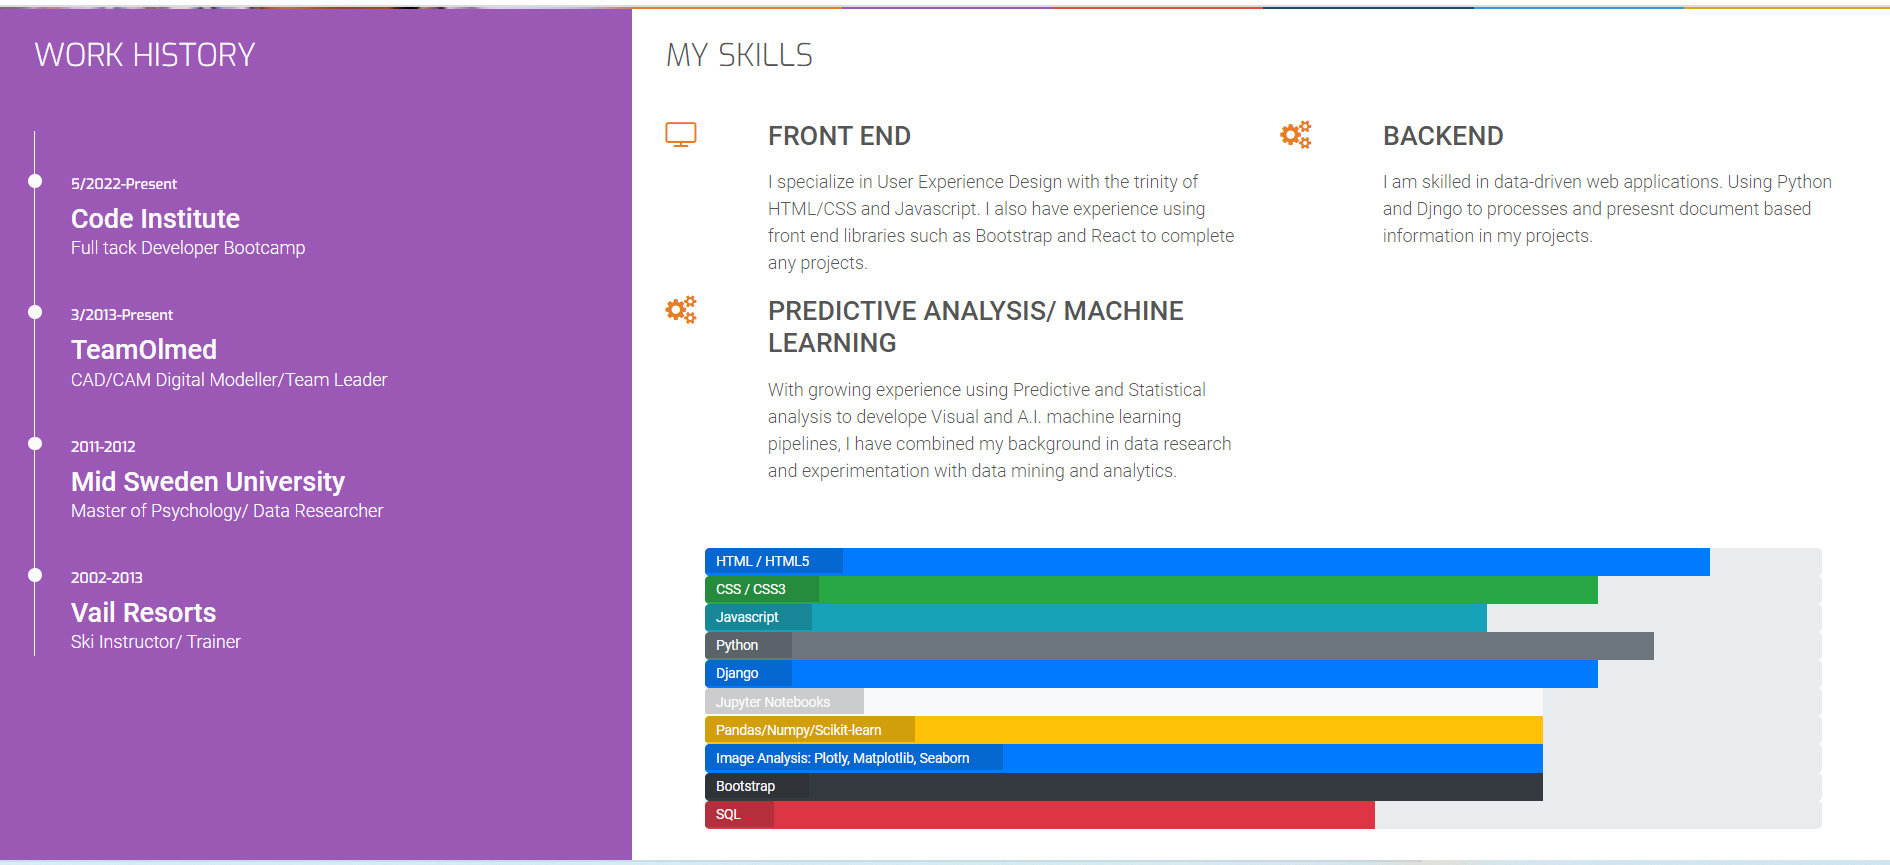 WORK HISTORY
5/2022-Present
Code Institute
Full tack Developer Bootcamp
3/2013-Present
TeamOlmed
CAD/CAM Digital Modeller/Team Leader
2011-2012
Mid Sweden University
Master of Psychology/ Data Researcher
2002-2013
Vail Resorts
Ski Instructor/ Trainer
MY SKILLS
FRONT END
I specialize in User Experience Design with the trinity of
HTML/CSS and Javascript. I also have experience using
front end libraries such as Bootstrap and React to complete
any projects.
BACKEND
I am skilled in data-driven web applications. Using Python
and Djngo to processes and presesnt document based
information in my projects.
PREDICTIVE ANALYSIS/ MACHINE
LEARNING
With growing experience using Predictive and Statistical
analysis to develope Visual and A.I. machine learning
pipelines, I have combined my background in data research
and experimentation with data mining and analytics.
HTML / HTML5
CSS / CSS3
Javascript
Python
Django
Jupyter Notebooks
Pandas/Numpy/Scikit-learn
Image Analysis: Plotly, Matplotlib, Seaborn
Bootstrap
SQL